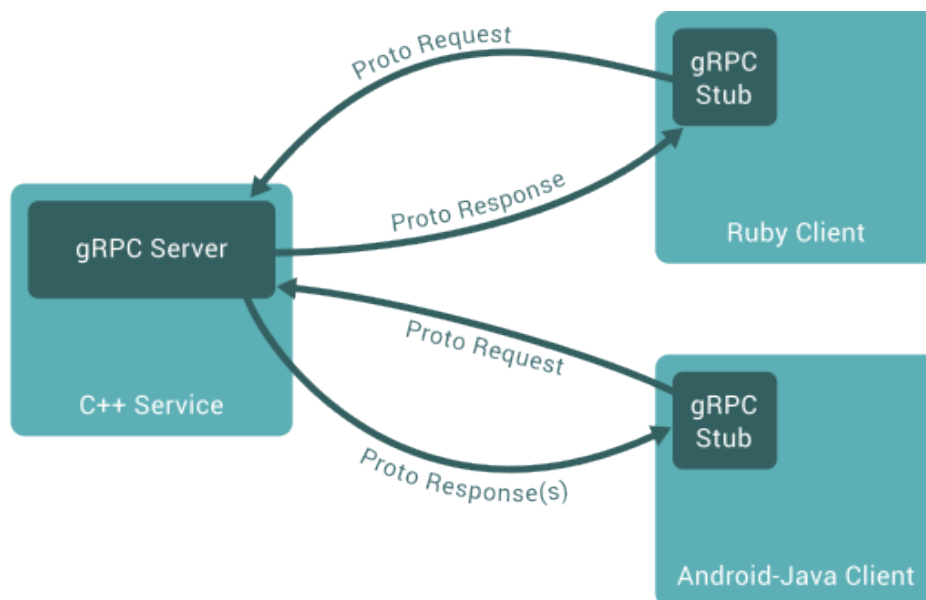 Proto Request
gRPC
Stub
Proto Response
Ruby Client
gRPC Server
C++ Service
Proto Request
gRPC
Stub
Proto Response(s)
Android-Java Client